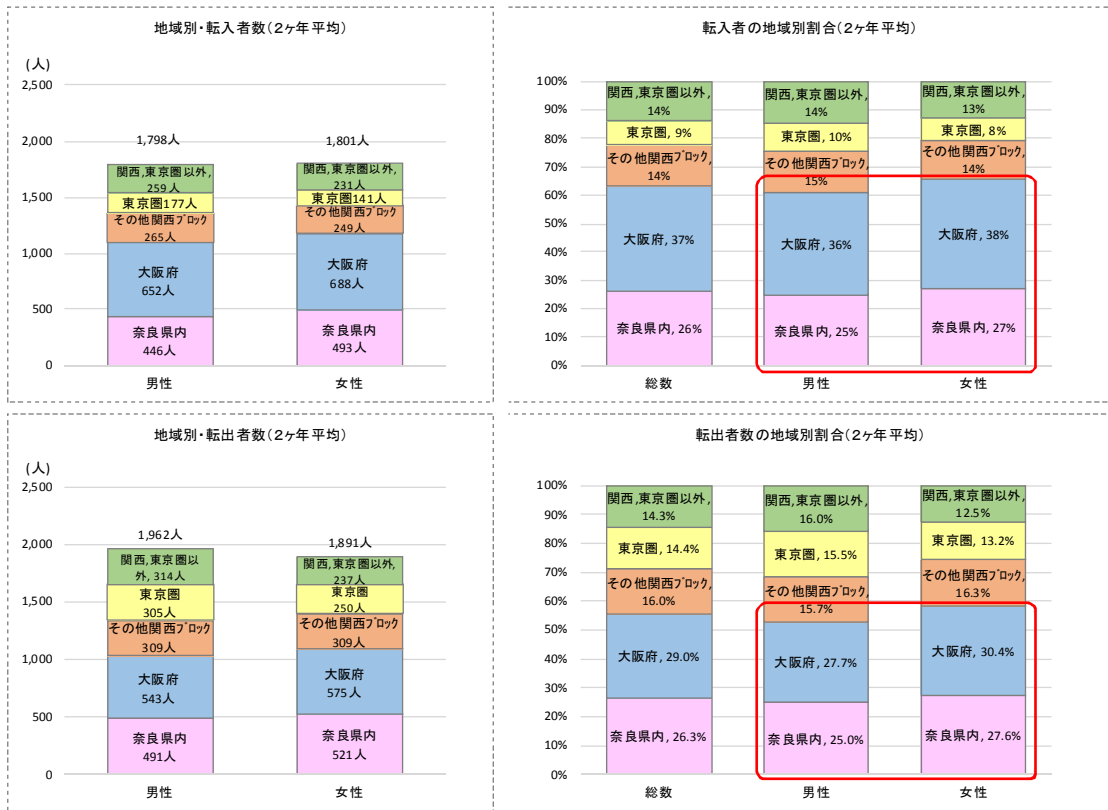 地域別・転入者数(２ヶ年平均)
(人)
2,500
2,000
1,500
1,000
500
0
1,798人
関西,東京圏以外,
259人
東京圏177人
その他関西ブロック
265人
大阪府
652人
奈良県内
446人
男性
1,801人
関西,東京圏以外,
231人
東京圏141人
その他関西ブロック
249人
大阪府
688人
奈良県内
493人
女性
転入者の地域別割合(２ヶ年平均)
100%
90%
80%
70%
60%
50%
40%
30%
20%
10%
0%
関西,東京圏以外,
14%
東京圏, 9%
その他関西ブロック,
14%
大阪府, 37%
奈良県内, 26%
総数
関西,東京圏以外,
14%
東京圏, 10%
その他関西ブロック,
15%
大阪府, 36%
奈良県内, 25%
男性
関西,東京圏以外,
13%
東京圏, 8%
その他関西ブロック,
14%
大阪府, 38%
奈良県内, 27%
女性
地域別・転出者数(２ヶ年平均)
(人)
2,500
2,000
1,500
1,000
500
0
1,962人
関西,東京圏以
外, 314人
東京圏
305人
その他関西ブロック
309人
大阪府
543人
奈良県内
491人
男性
1,891人
関西,東京圏以外,
237人
東京圏
250人
その他関西ブロック
309人
大阪府
575人
奈良県内
521人
女性
転出者数の地域別割合(２ヶ年平均)
100%
90%
80%
70%
60%
50%
40%
30%
20%
10%
0%
関西,東京圏以外,
14.3%
東京圏, 14.4%
その他関西ブロック,
16.0%
大阪府, 29.0%
奈良県内, 26.3%
総数
関西,東京圏以外,
16.0%
東京圏, 15.5%
その他関西ブロック,
15.7%
大阪府, 27.7%
奈良県内, 25.0%
男性
関西,東京圏以外,
12.5%
東京圏, 13.2%
その他関西ブロック,
16.3%
大阪府, 30.4%
奈良県内, 27.6%
女性